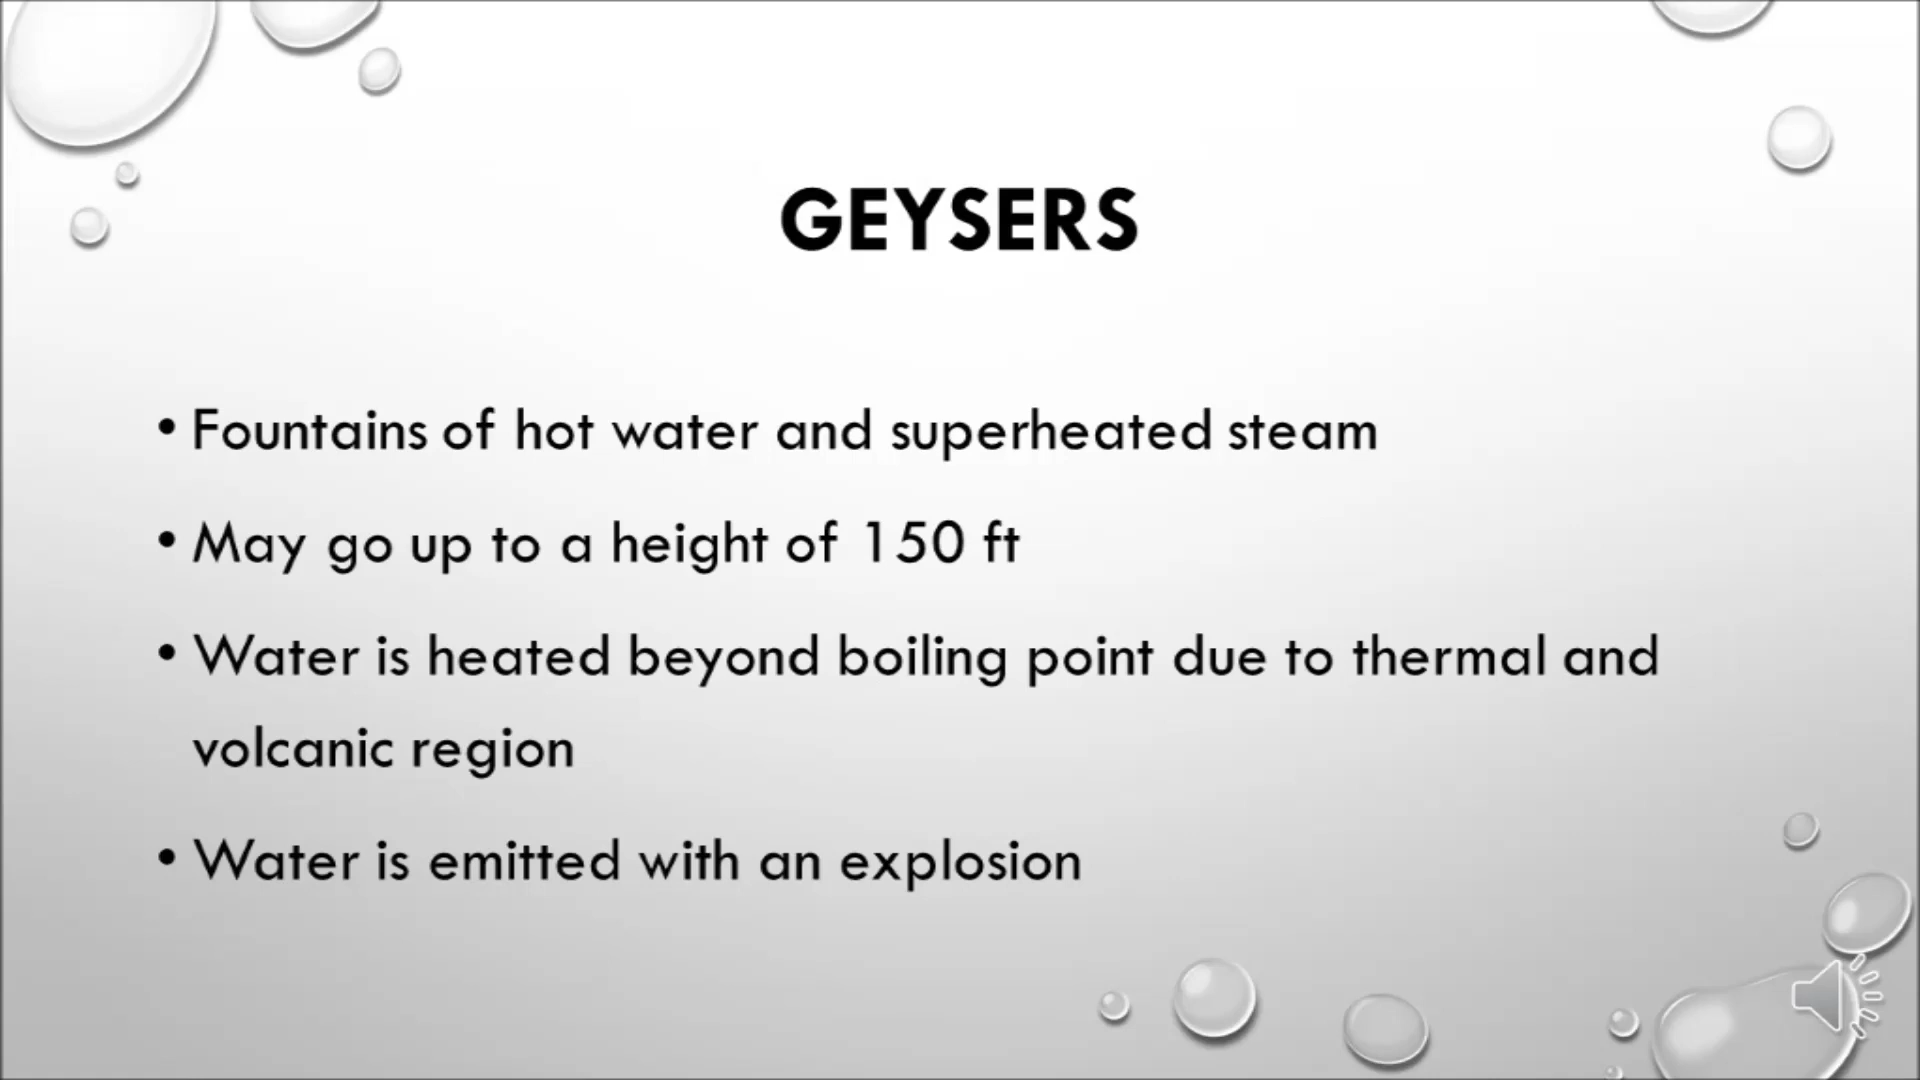 GEYSERS
• Fountains of hot water and superheated steam
• May go up to a height of 150 ft
• Water is heated beyond boiling point due to thermal and
volcanic region
• Water is emitted with an explosion